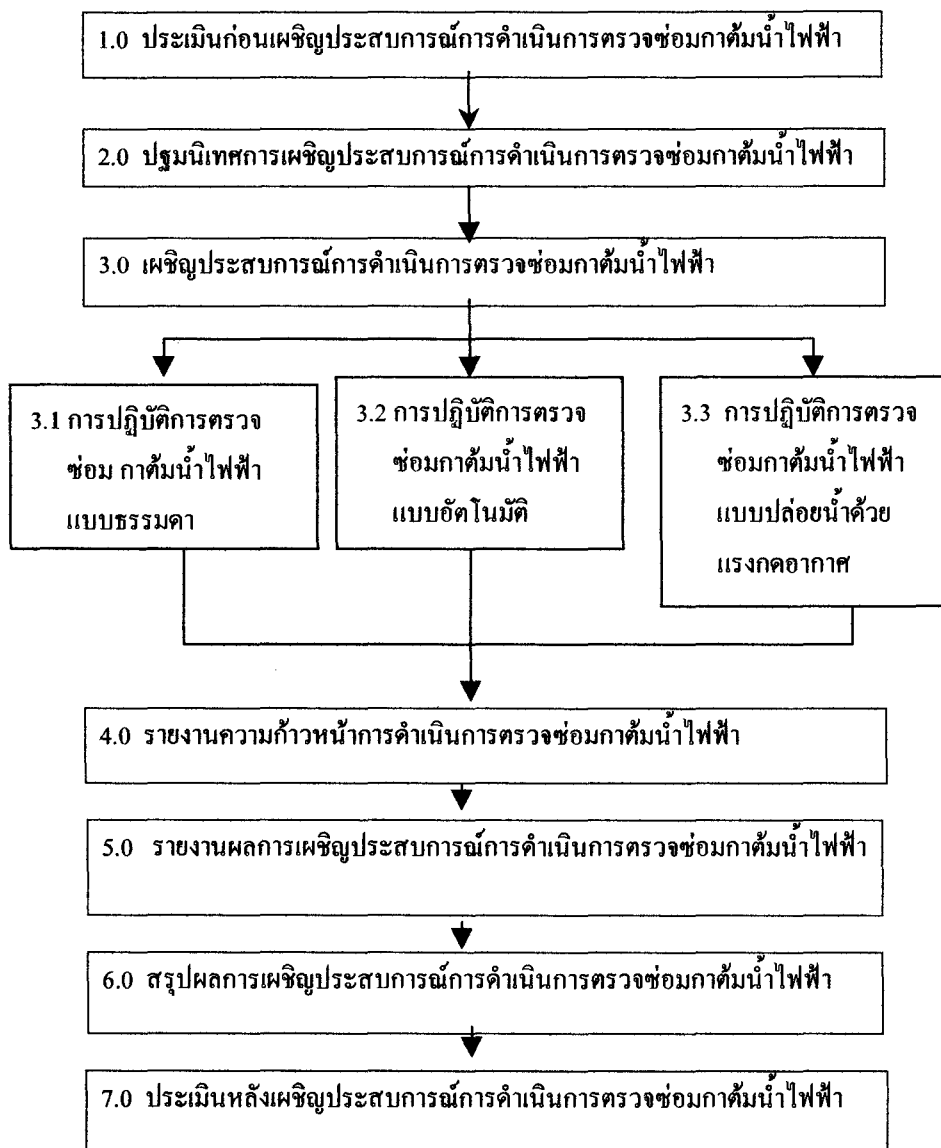 1.0 ประเมินก่อนเผชิญประสบการณ์การดำเนินการตรวจซ่อมกาต้มน้ำไฟฟ้า
2.0 ปฐมนิเทศการเผชิญประสบการณ์การดำเนินการตรวจซ่อมกาต้มน้ำไฟฟ้า
3.0 เผชิญประสบการณ์การดำเนินการตรวจซ่อมกาต้มน้ำไฟฟ้า
3.1 การปฏิบัติการตรวจ
ซ่อม กาต้มน้ำไฟฟ้า
แบบธรรมดา
3.2 การปฏิบัติการตรวจ
ซ่อมกาต้มน้ำไฟฟ้า
แบบอัตโนมัติ
3.3 การปฏิบัติการตรวจ
ซ่อมกาต้มน้ำไฟฟ้า
แบบปล่อยน้ำด้วย
แรงกดอากาศ
4.0 รายงานความก้าวหน้าการดำเนินการตรวจซ่อมกาต้มน้ำไฟฟ้า
5.0 รายงานผลการเผชิญประสบการณ์การดำเนินการตรวจซ่อมกาต้มน้ำไฟฟ้า
6.0 สรุปผลการเผชิญประสบการณ์การดำเนินการตรวจซ่อมกาต้มน้ำไฟฟ้า
7.0 ประเมินหลังเผชิญประสบการณ์การดำเนินการตรวจซ่อมกาต้มน้ำไฟฟ้า